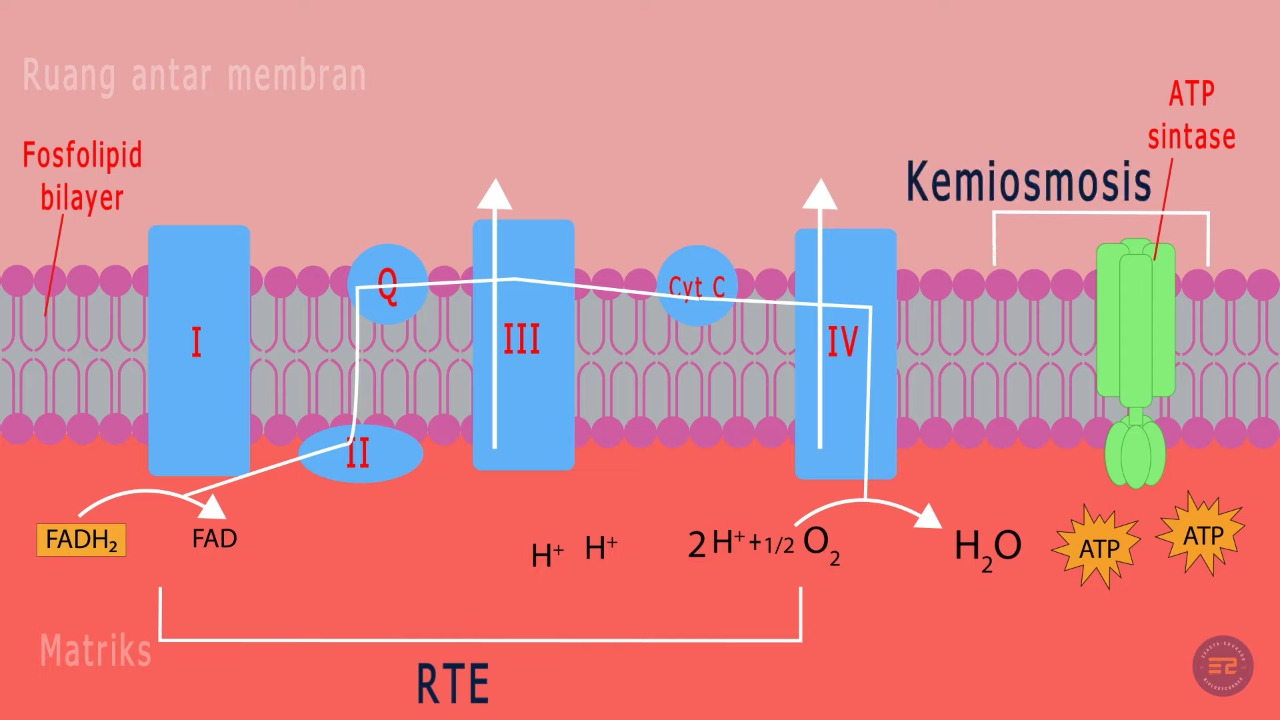 Ruang antar membran
ATP
sintase
Fosfolipid
bilayer
Kemiosmosis
Q
Cyt C
I
III
IV
II
FADH₂
FAD
H⁺ H⁺
2 H⁺+1/2 O₂
H₂O
ATP
ATP
Matriks
RTE